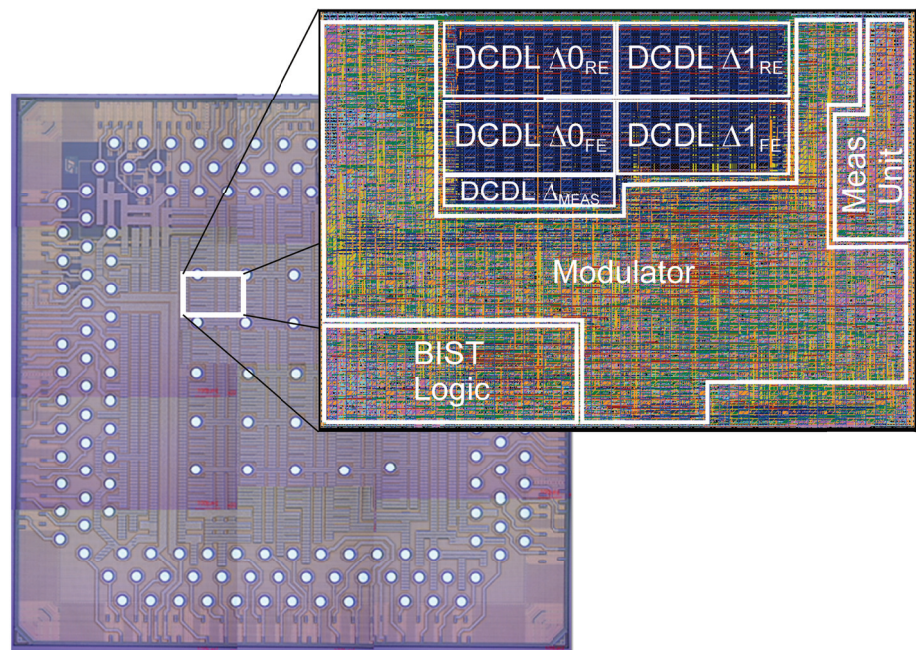 DCDL Δ0RE
DCDL Δ1RE
DCDL Δ0FE
DCDL Δ1FE
DCDL ΔMEAS
Meas.
Unit
Modulator
BIST
Logic